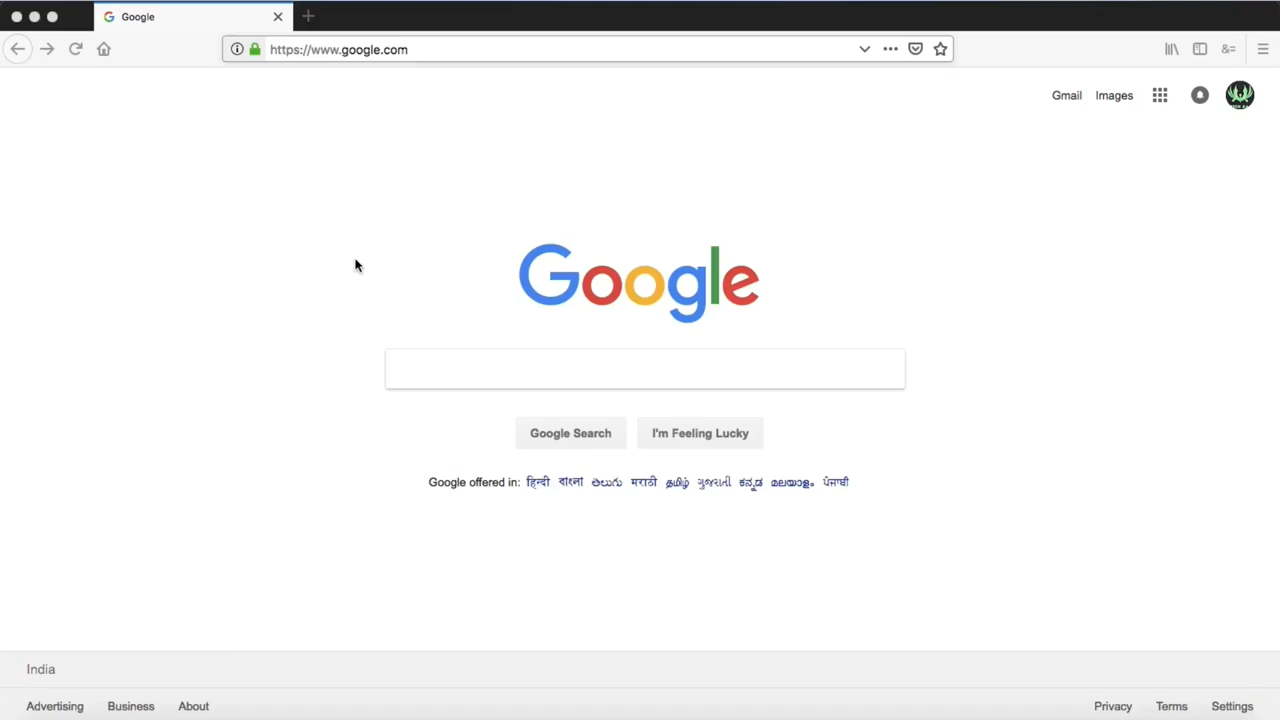 Google
https://www.google.com
Gmail Images
Google
Google Search I'm Feeling Lucky
Google offered in: हिन्दी বাংলা తెలుగు मराठी தமிழ் ગુજરાતી ಕನ್ನಡ മലയാളം ਪੰਜਾਬੀ
India
Advertising Business About Privacy Terms Settings